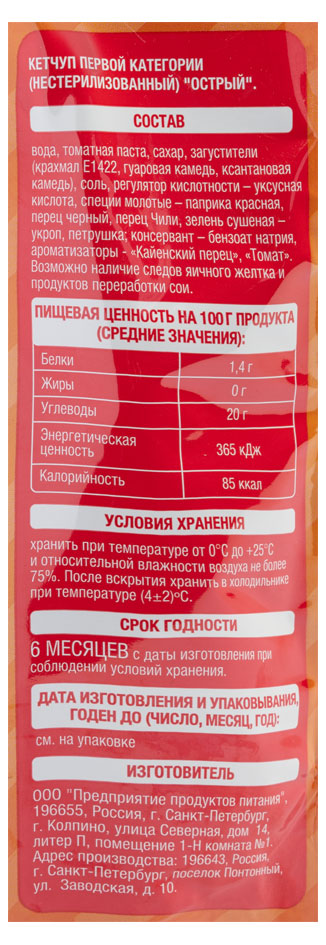 КЕТЧУП ПЕРВОЙ КАТЕГОРИИ
(НЕСТЕРИЛИЗОВАННЫЙ) "ОСТРЫЙ".
СОСТАВ
вода, томатная паста, сахар, загустители
(крахмал Е1422, гуаровая камедь, ксантановая
камедь), соль, регулятор кислотности – уксусная
кислота, специи молотые – паприка красная,
перец черный, перец Чили, зелень сушеная –
укроп, петрушка; консервант – бензоат натрия,
ароматизаторы - «Кайенский перец», «Томат».
Возможно наличие следов яичного желтка и
продуктов переработки сои.
ПИЩЕВАЯ ЦЕННОСТЬ НА 100 Г ПРОДУКТА
(СРЕДНИЕ ЗНАЧЕНИЯ):
Белки 1,4 г
Жиры 0 г
Углеводы 20 г
Энергетическая
ценность 365 кДж
Калорийность 85 ккал
УСЛОВИЯ ХРАНЕНИЯ
хранить при температуре от 0°С до +25°С
и относительной влажности воздуха не более
75%. После вскрытия хранить в холодильнике
при температуре (4±2)ºС.
СРОК ГОДНОСТИ
6 МЕСЯЦЕВ с даты изготовления при
соблюдении условий хранения.
ДАТА ИЗГОТОВЛЕНИЯ И УПАКОВЫВАНИЯ,
ГОДЕН ДО (ЧИСЛО, МЕСЯЦ, ГОД):
см. на упаковке
ИЗГОТОВИТЕЛЬ
ООО "Предприятие продуктов питания",
196655, Россия, г. Санкт-Петербург,
г. Колпино, улица Северная, дом 14,
литер П, помещение 1-Н комната №1.
Адрес производства: 196643, Россия,
г. Санкт-Петербург, поселок Понтонный,
ул. Заводская, д. 10.